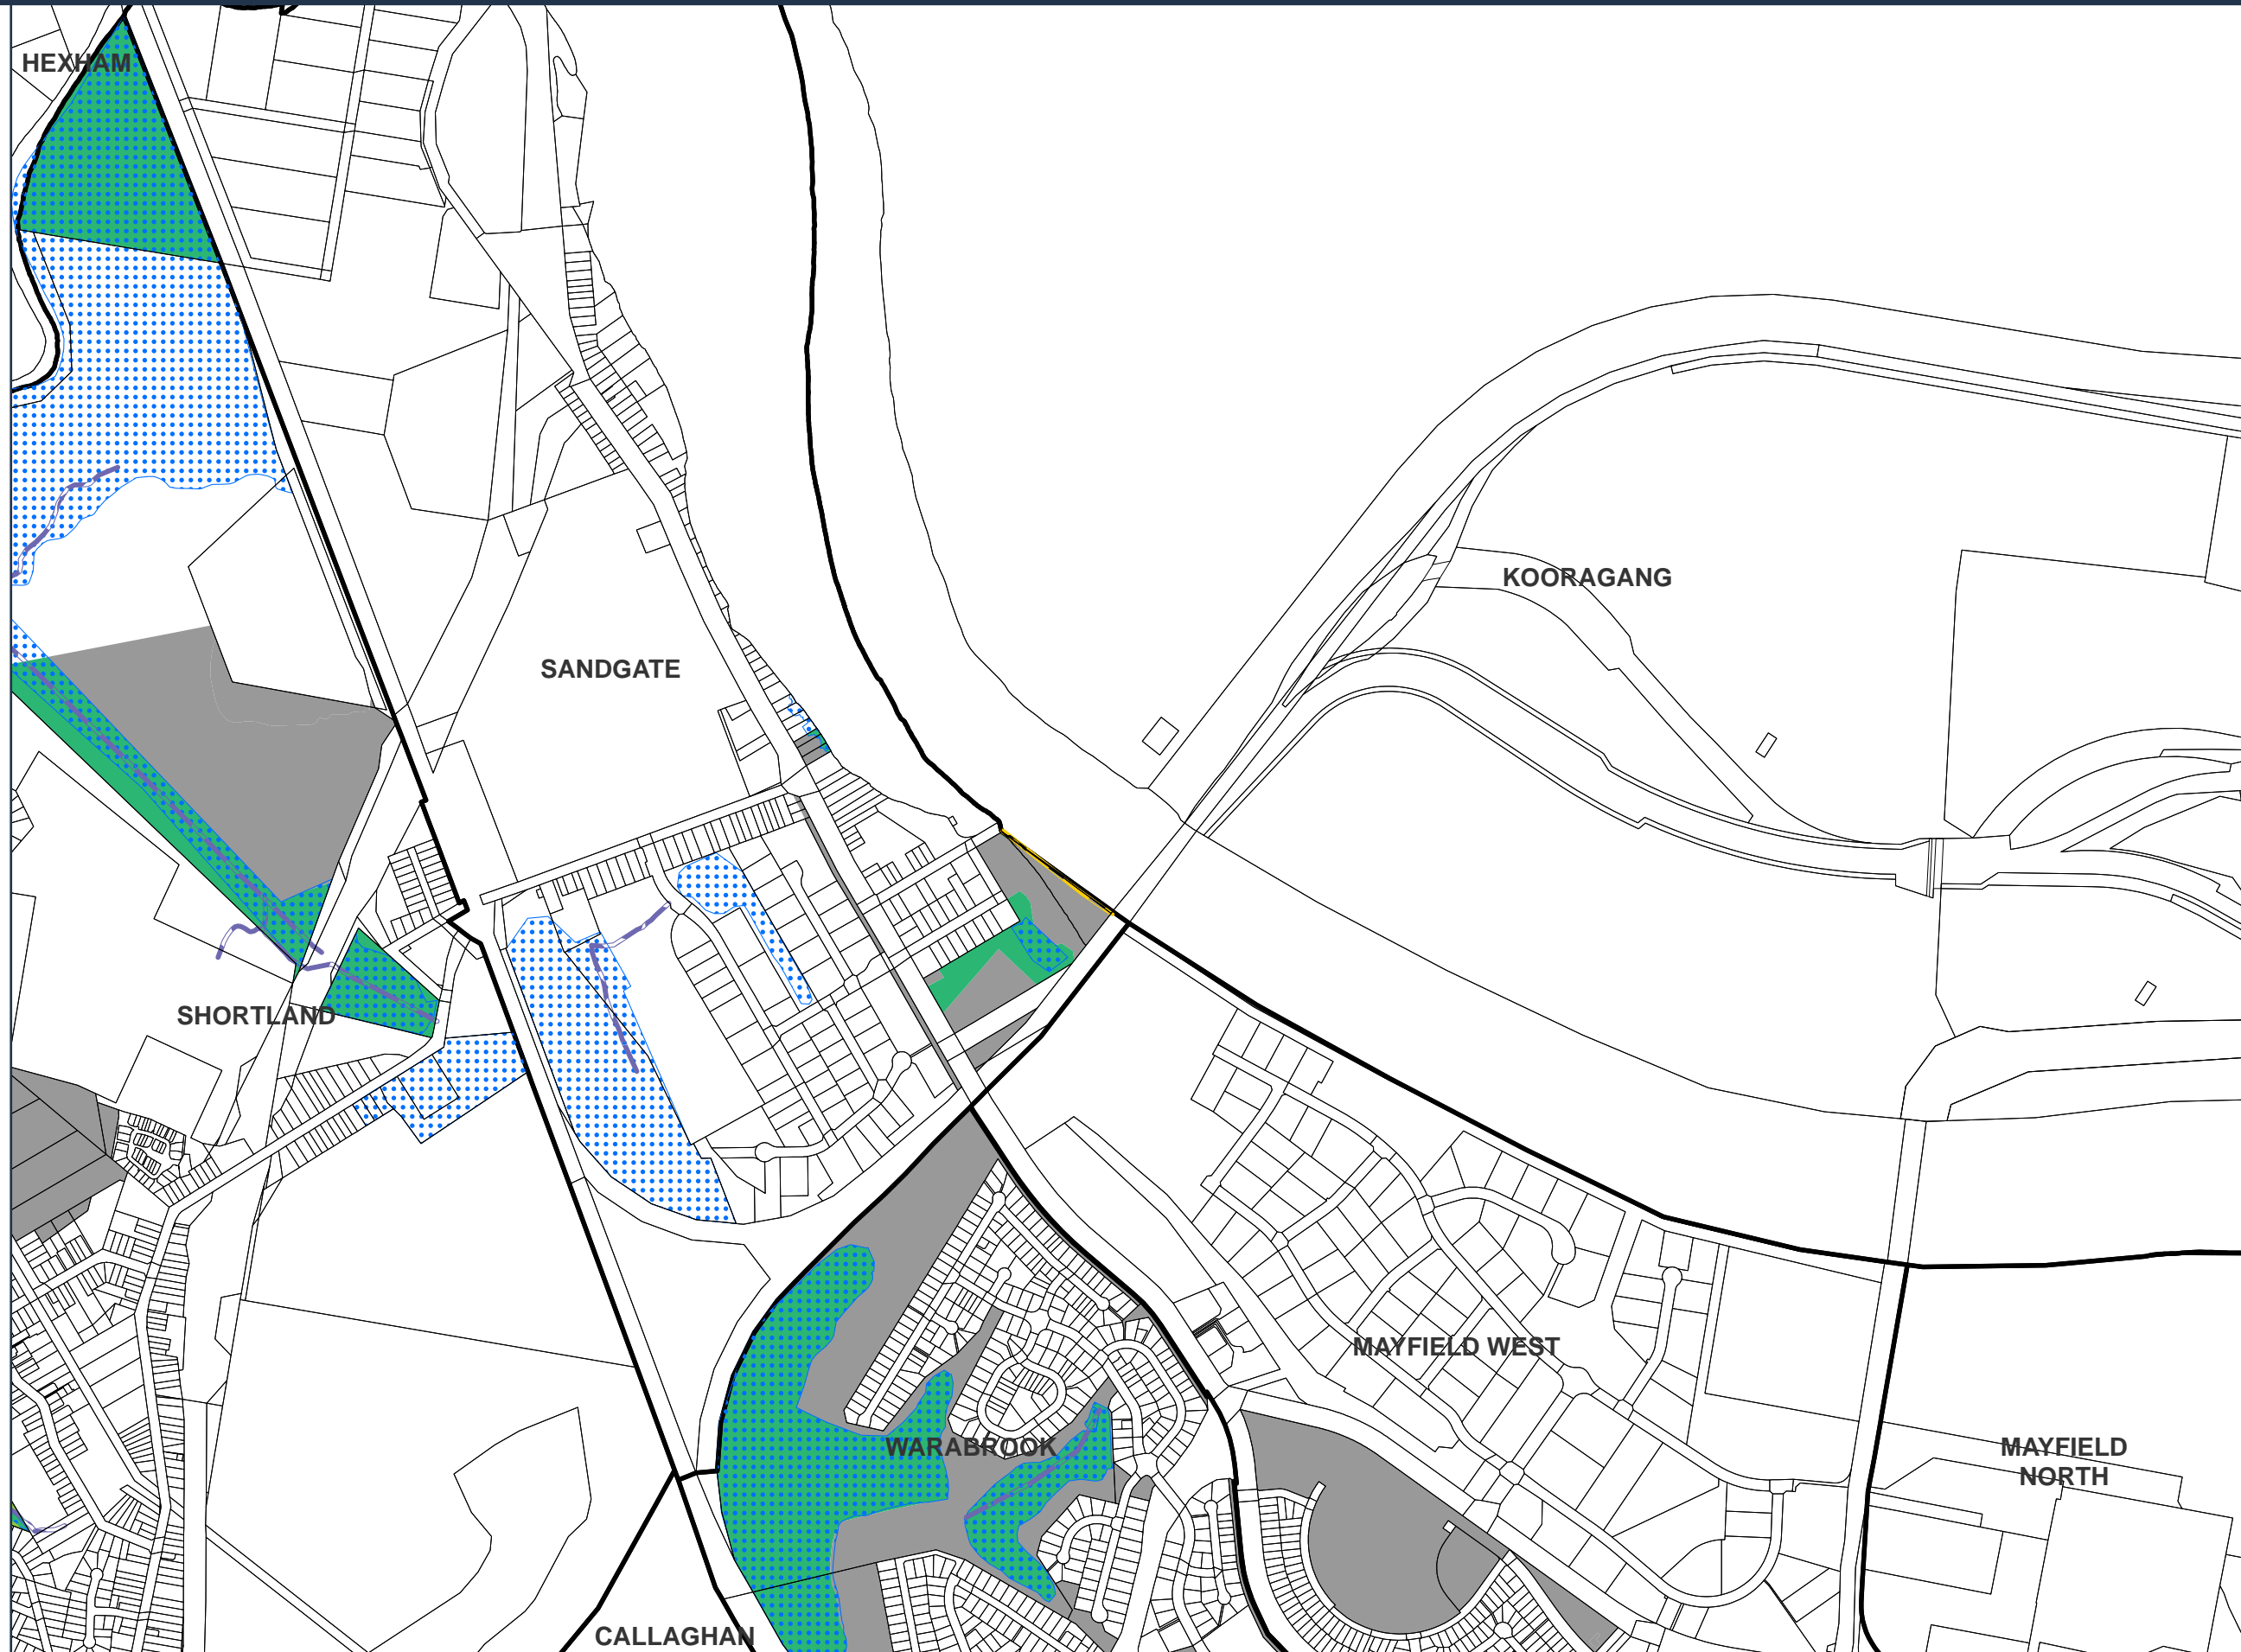 HEXHAM
KOORAGANG
SANDGATE
SHORTLAND
MAYFIELD WEST
WARABROOK
MAYFIELD
NORTH
CALLAGHAN